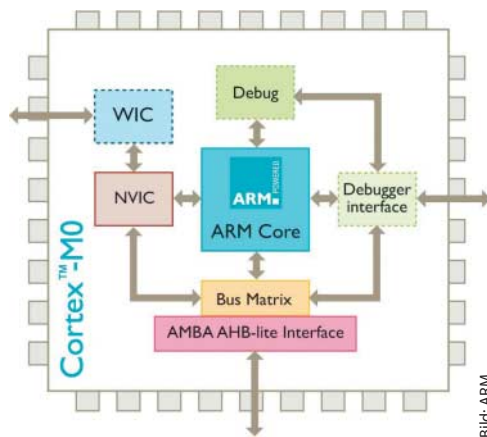 Cortex™-M0
WIC
Debug
NVIC
ARM
POWERED
ARM Core
Debugger
interface
Bus Matrix
AMBA AHB-lite Interface
Bild: ARM